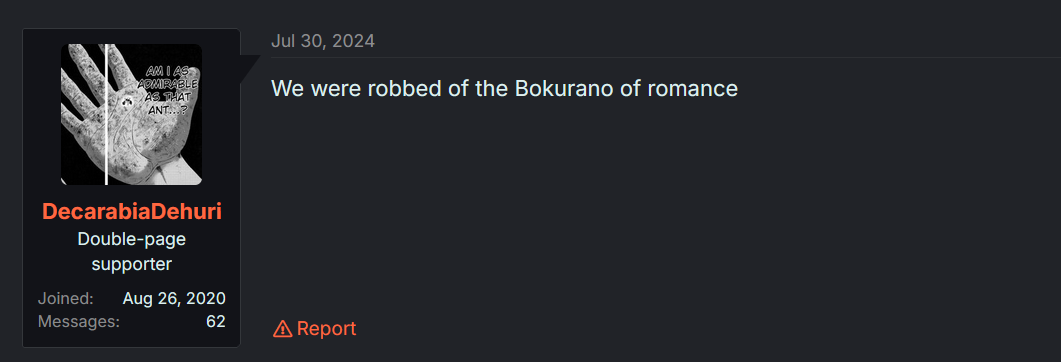 Jul 30, 2024
AM I AS
ADMIRABLE
AS THAT
ANT...?
We were robbed of the Bokurano of romance
DecarabiaDehuri
Double-page
supporter
Joined: Aug 26, 2020
Messages: 62
Report